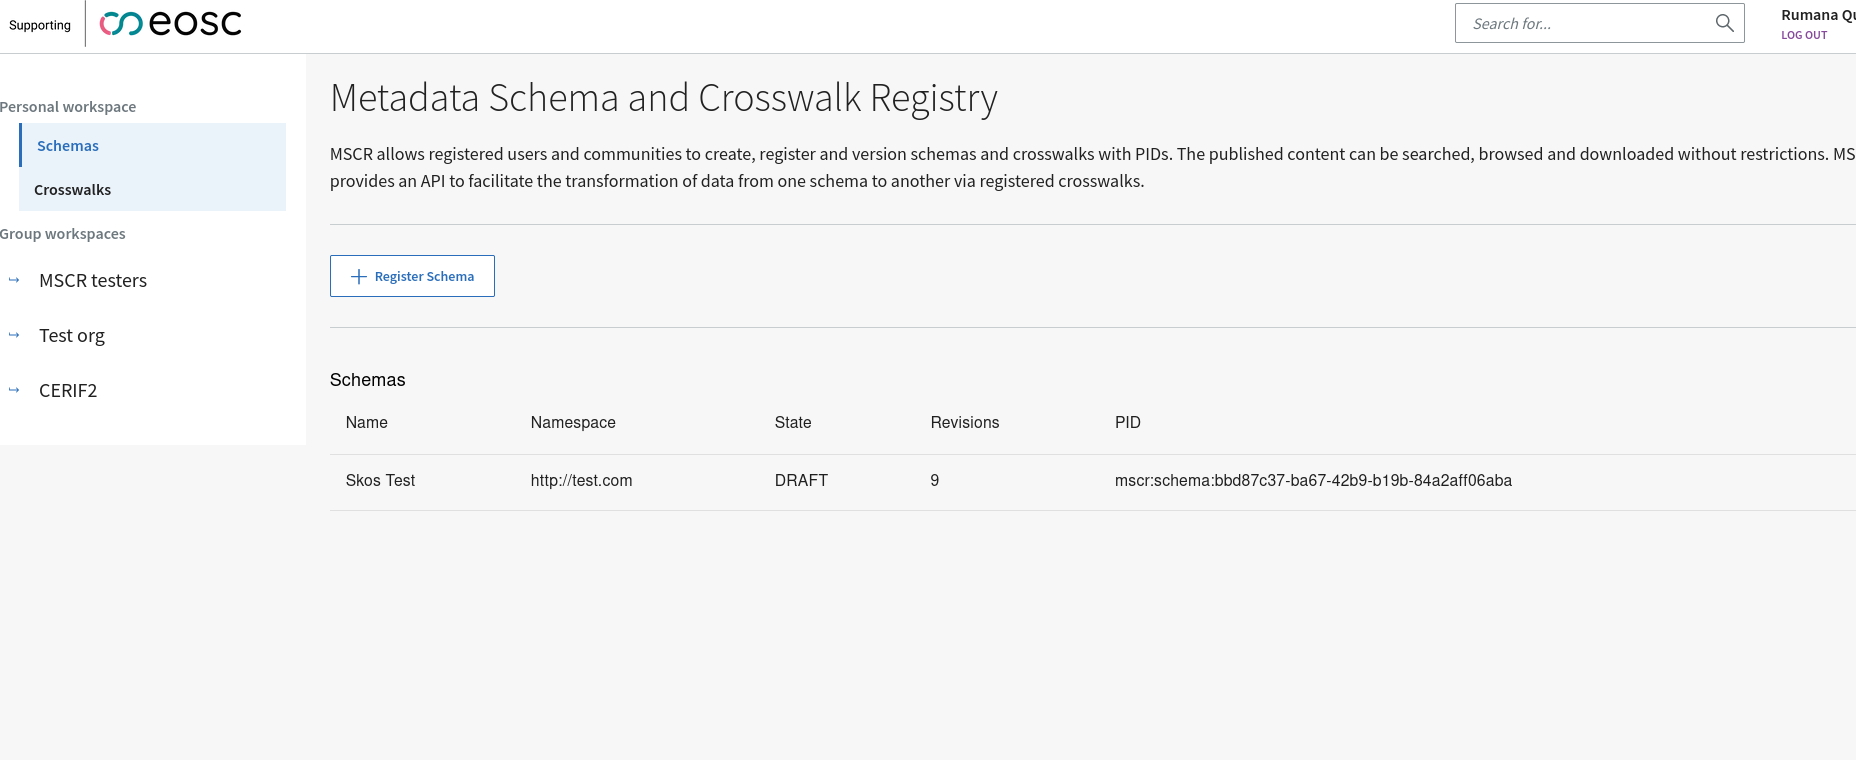 Supporting
eosc
Search for...
Rumana
LOG OUT
Personal workspace
Schemas
Crosswalks
Group workspaces
MSCR testers
Test org
CERIF2
Metadata Schema and Crosswalk Registry
MSCR allows registered users and communities to create, register and version schemas and crosswalks with PIDs. The published content can be searched, browsed and downloaded without restrictions.
provides an API to facilitate the transformation of data from one schema to another via registered crosswalks.
Register Schema
Schemas
Name Namespace State Revisions PID
Skos Test http://test.com DRAFT 9 mscr:schema:bbd87c37-ba67-42b9-b19b-84a2aff06aba